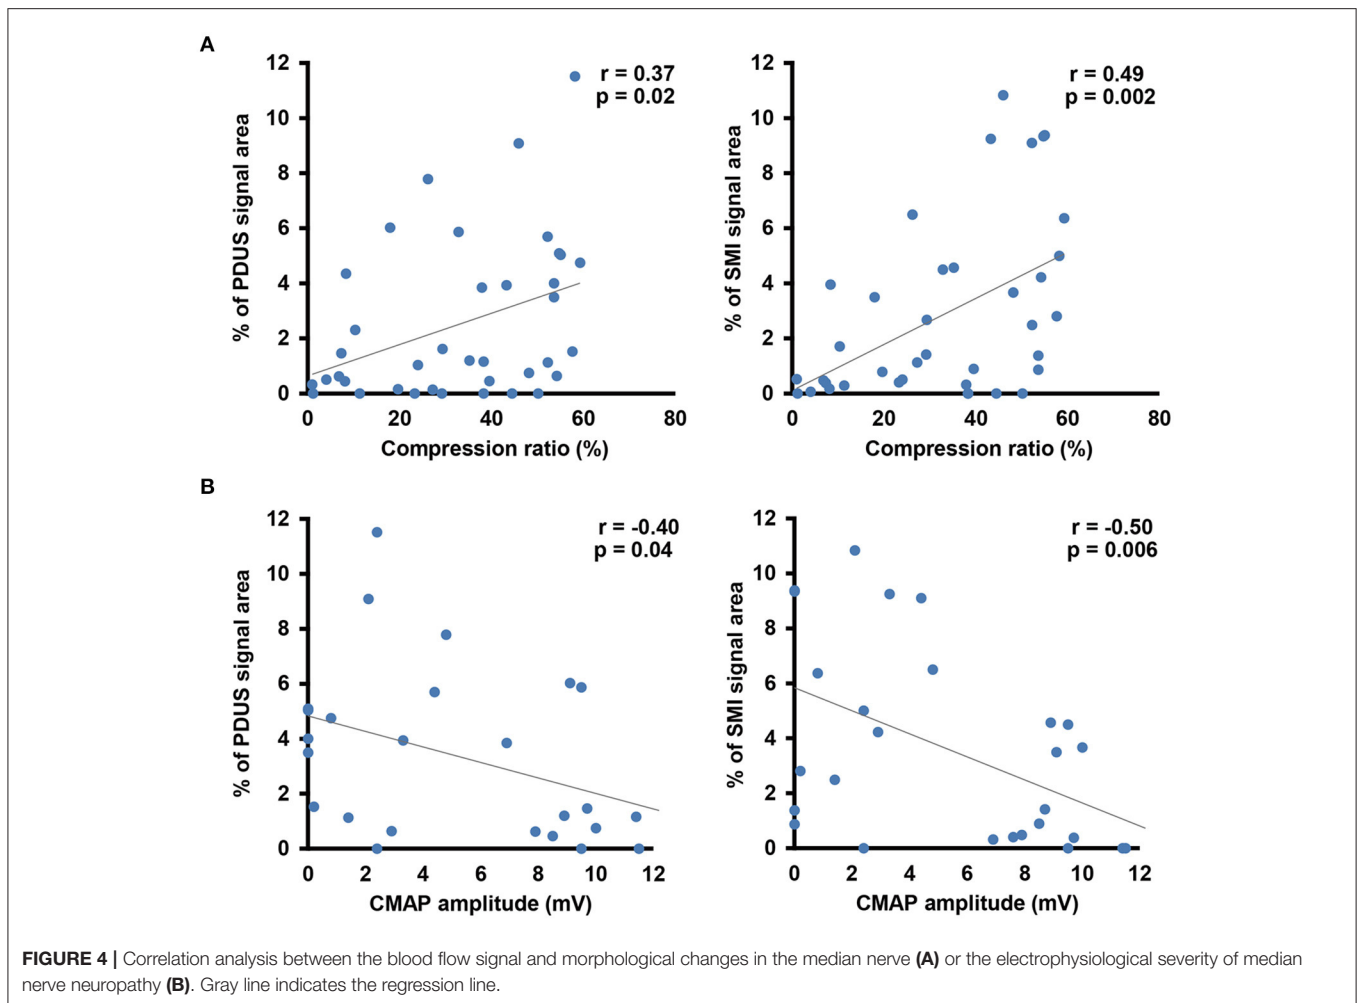 A
12
10
8
6
4
2
0
% of PDUS signal area
r = 0.37
p = 0.02
0 20 40 60 80
Compression ratio (%)
12
10
8
6
4
2
0
% of SMI signal area
r = 0.49
p = 0.002
0 20 40 60 80
Compression ratio (%)
B
12
10
8
6
4
2
0
% of PDUS signal area
r = -0.40
p = 0.04
0 2 4 6 8 10 12
CMAP amplitude (mV)
12
10
8
6
4
2
0
% of SMI signal area
r = -0.50
p = 0.006
0 2 4 6 8 10 12
CMAP amplitude (mV)
FIGURE 4 | Correlation analysis between the blood flow signal and morphological changes in the median nerve (A) or the electrophysiological severity of median
nerve neuropathy (B). Gray line indicates the regression line.